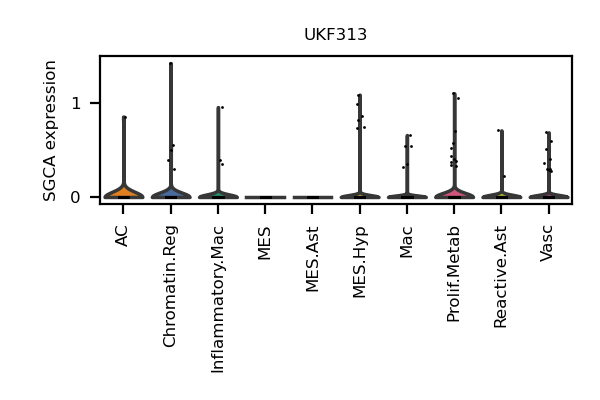 UKF313
SGCA expression
1
0
AC
Chromatin.Reg
Inflammatory.Mac
MES
MES.Ast
MES.Hyp
Mac
Prolif.Metab
Reactive.Ast
Vasc